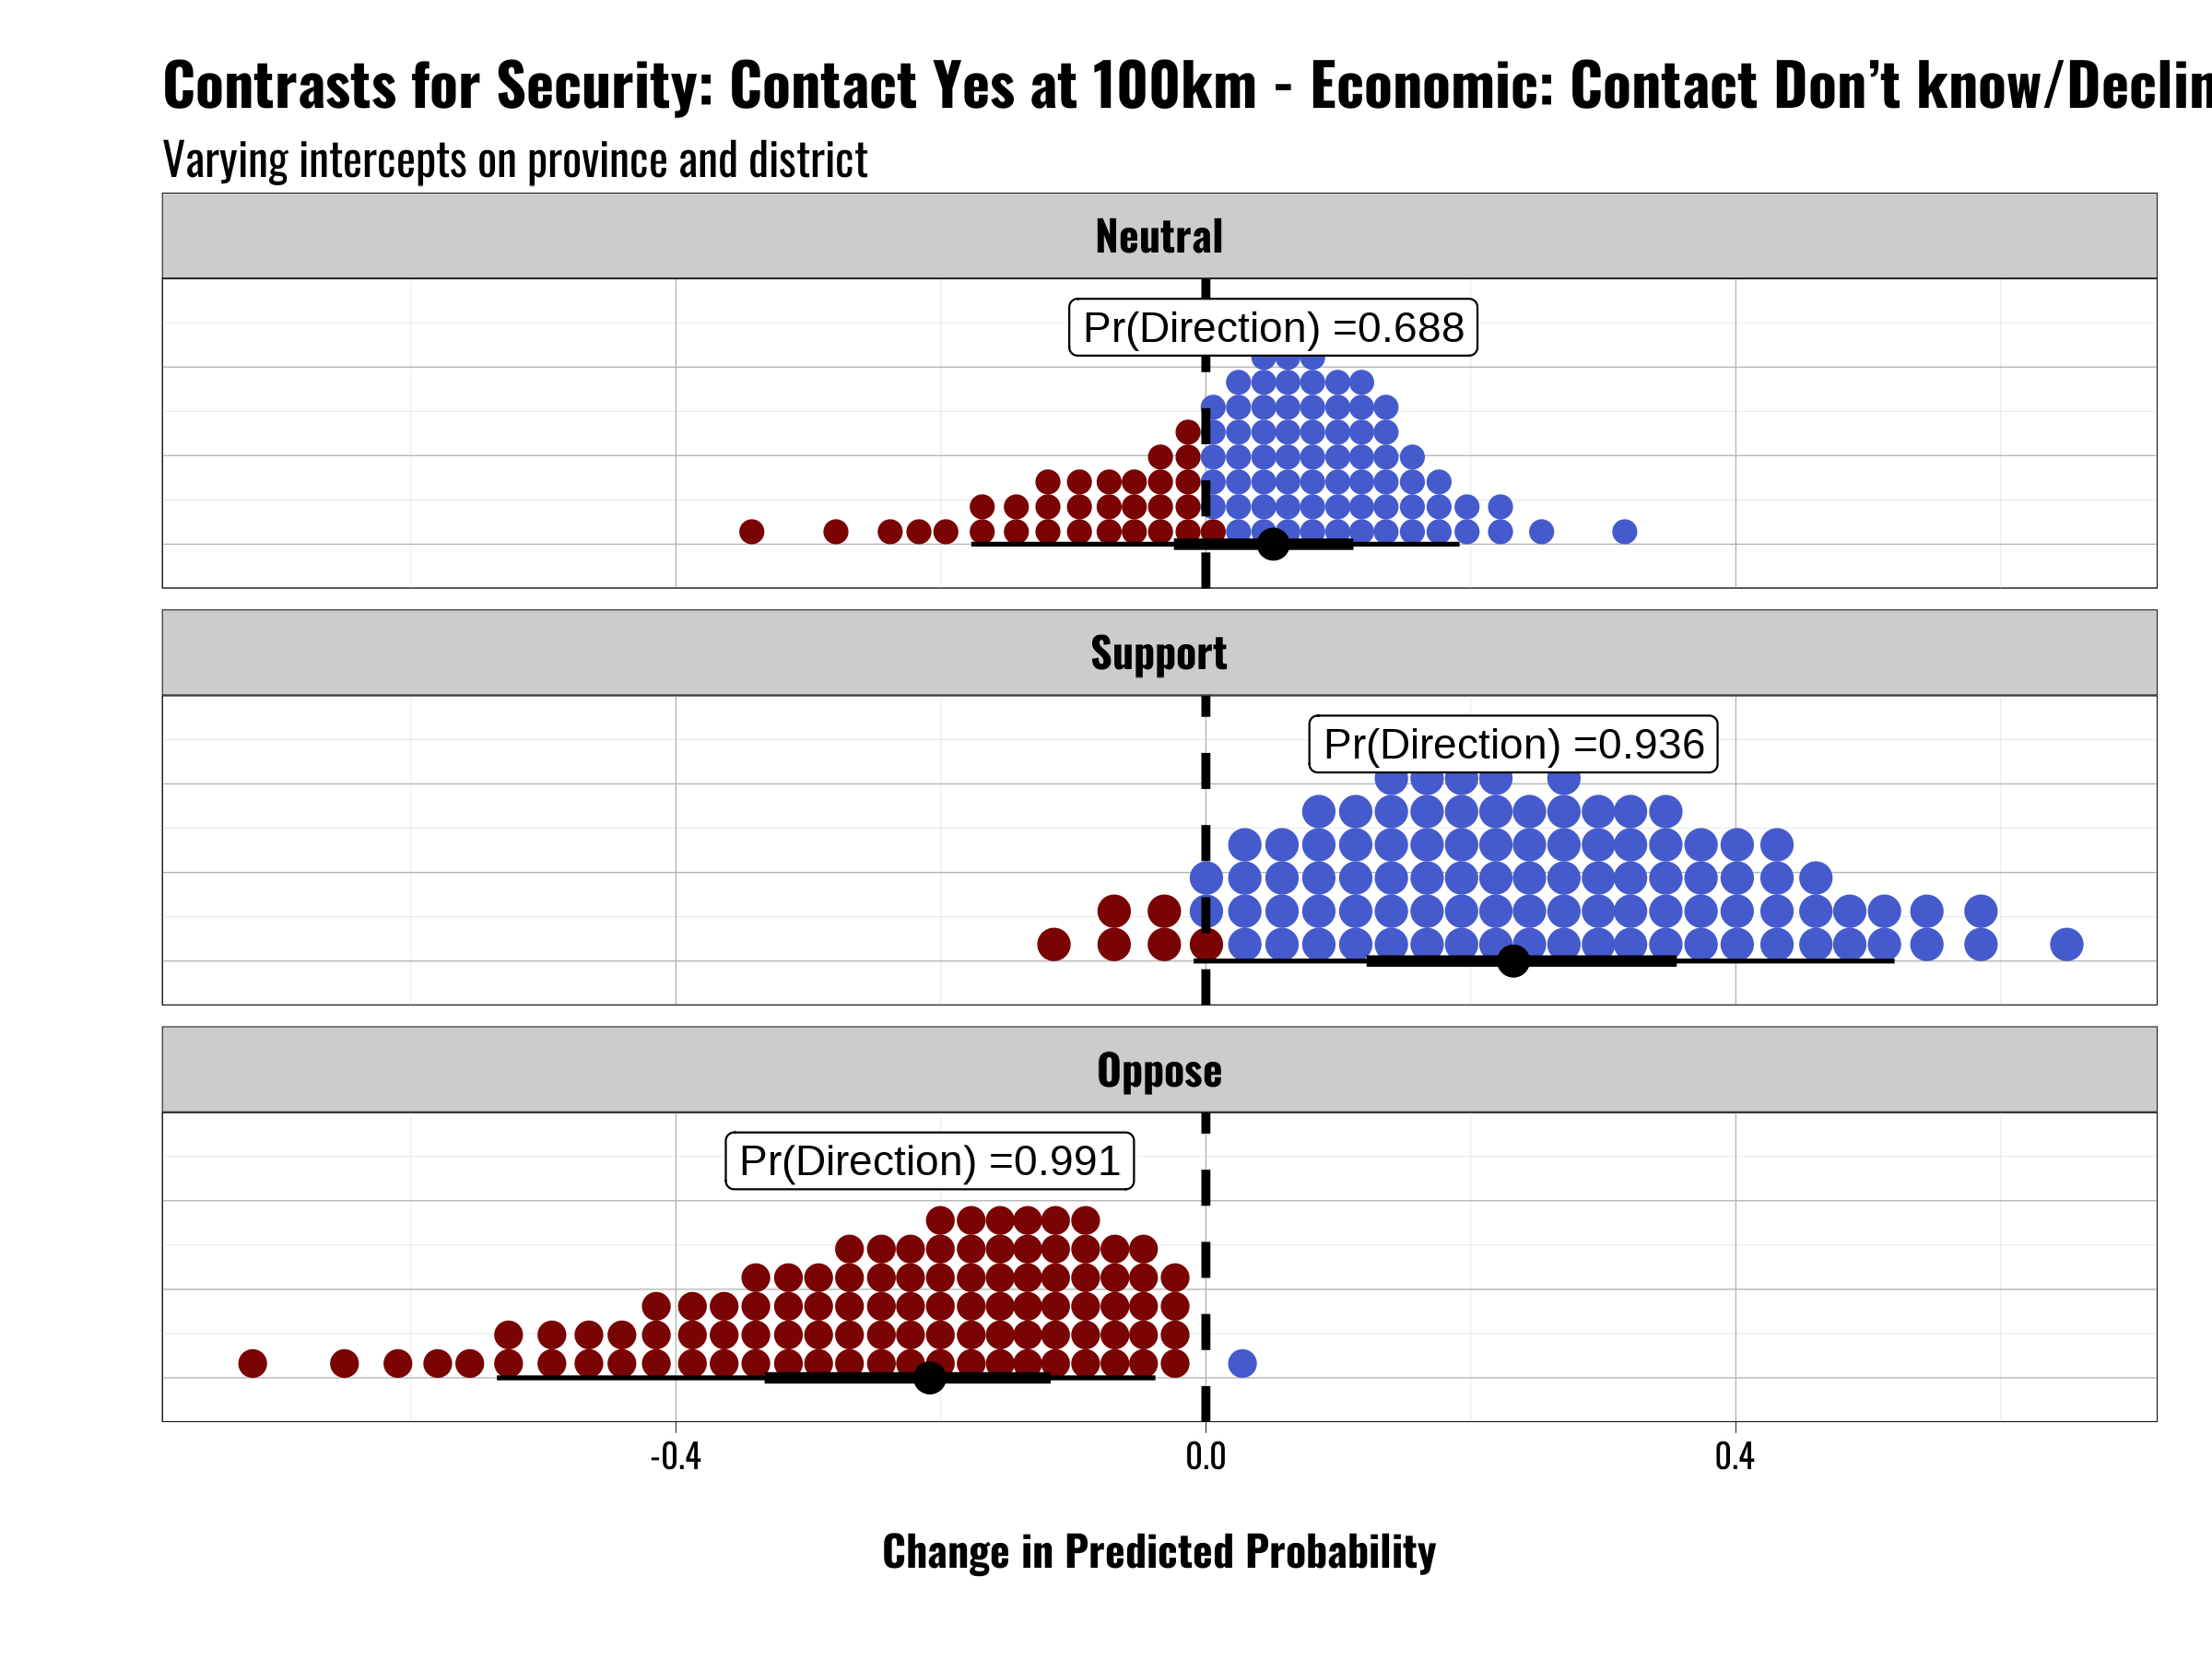 Contrasts for Security: Contact Yes at 100km - Economic: Contact Don’t know/Declin
Varying intercepts on province and district
Neutral
Pr(Direction) =0.688
Support
Pr(Direction) =0.936
Oppose
Pr(Direction) =0.991
-0.4 0.0 0.4
Change in Predicted Probability